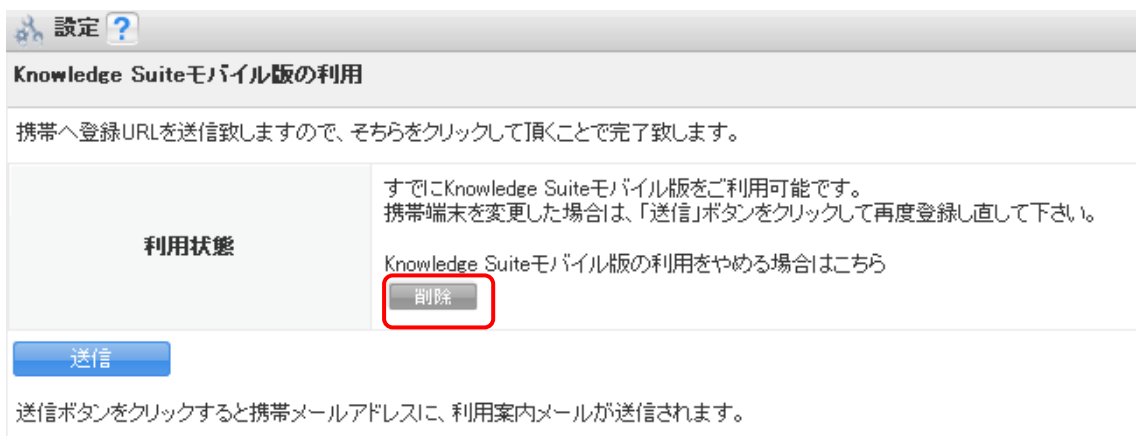 設定 ?
Knowledge Suiteモバイル版の利用
携帯へ登録URLを送信致しますので、そちらをクリックして頂くことで完了致します。
利用状態
すでにKnowledge Suiteモバイル版をご利用可能です。
携帯端末を変更した場合は、「送信」ボタンをクリックして再度登録し直して下さい。
Knowledge Suiteモバイル版の利用をやめる場合はこちら
削除
送信
送信ボタンをクリックすると携帯メールアドレスに、利用案内メールが送信されます。